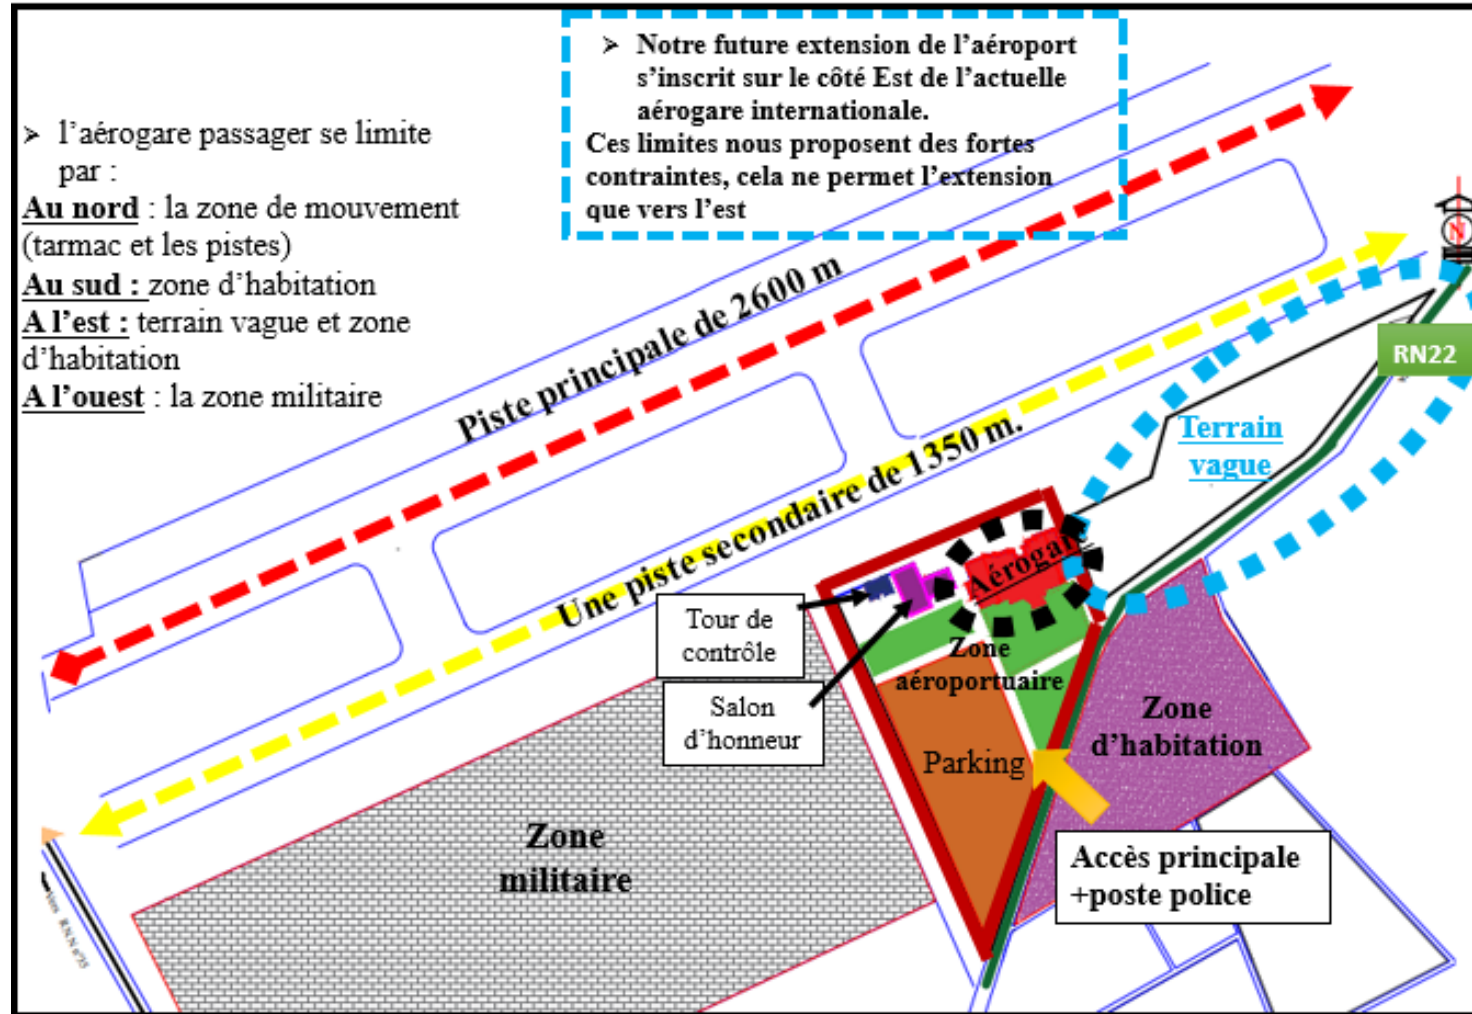 ➢ Notre future extension de l’aéroport
s’inscrit sur le côté Est de l’actuelle
aérogare internationale.
Ces limites nous proposent des fortes
contraintes, cela ne permet l’extension
que vers l’est
➢ l’aérogare passager se limite
par :
Au nord : la zone de mouvement
(tarmac et les pistes)
Au sud : zone d’habitation
A l’est : terrain vague et zone
d’habitation
A l’ouest : la zone militaire
N
RN22
Piste principale de 2600 m
Une piste secondaire de 1350 m.
Terrain
vague
Aérogare
Tour de
contrôle
Zone
aéroportuaire
Salon
d’honneur
Zone
d’habitation
Parking
Zone
militaire
Accès principale
+poste police
vers R.N n°35